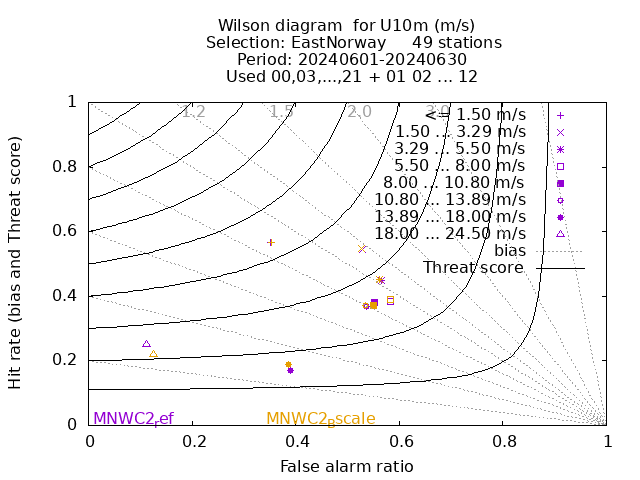 Wilson diagram  for U10m (m/s)
Selection: EastNorway     49 stations
Period: 20240601-20240630
Used 00,03,...,21 + 01 02 ... 12
1
0.8
0.6
0.4
0.2
0
0
0.2
0.4
0.6
0.8
1
Hit rate (bias and Threat score)
False alarm ratio
1.2
1.5
2.0
3.0
<= 1.50 m/s
1.50 ... 3.29 m/s
3.29 ... 5.50 m/s
5.50 ... 8.00 m/s
8.00 ... 10.80 m/s
10.80 ... 13.89 m/s
13.89 ... 18.00 m/s
18.00 ... 24.50 m/s
bias
Threat score
MNWC2ref
MNWC2Bscale